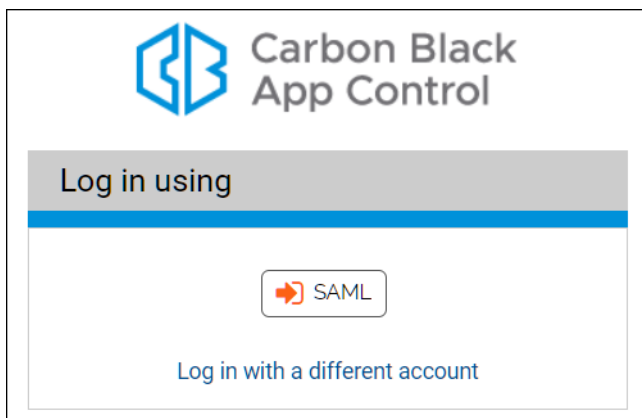 Carbon Black
App Control
Log in using
SAML
Log in with a different account